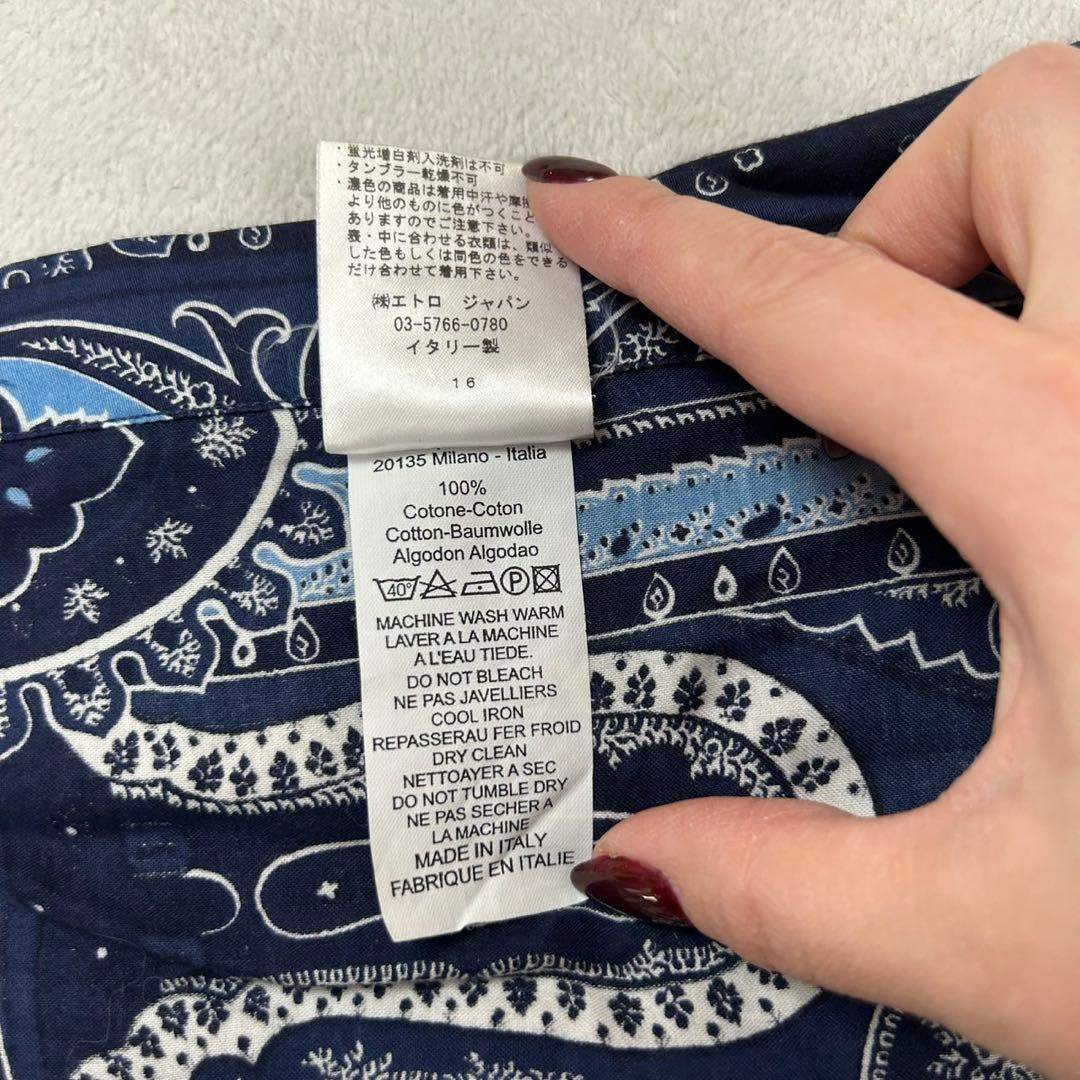 ・蛍光増白剤入洗剤は不可
・タンブラー乾燥不可
・濃色の商品は着用中汗や摩擦
より他のものに色がつくこと
ありますのでご注意下さい。
表・中に合わせる衣類は、類似
した色もしくは同色の色をできる
だけ合わせて着用下さい。
㈱エトロ ジャパン
03-5766-0780
イタリー製
16
20135 Milano - Italia
100%
Cotone-Coton
Cotton-Baumwolle
Algodon Algodao
40° P
MACHINE WASH WARM
LAVER A LA MACHINE
A L'EAU TIEDE.
DO NOT BLEACH
NE PAS JAVELLIERS
COOL IRON
REPASSERAU FER FROID
DRY CLEAN
NETTOYER A SEC
DO NOT TUMBLE DRY
NE PAS SECHER A
LA MACHINE
MADE IN ITALY
FABRIQUE EN ITALIE